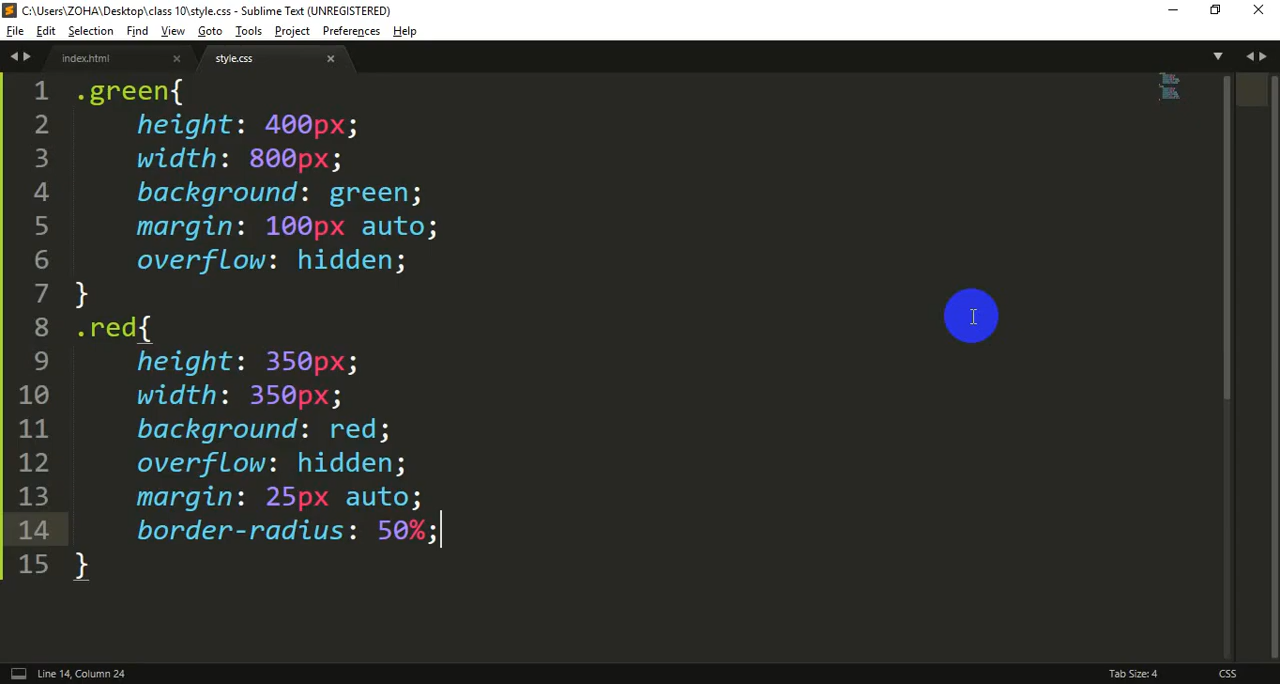 C:\Users\ZOHA\Desktop\class 10\style.css - Sublime Text (UNREGISTERED)
File Edit Selection Find View Goto Tools Project Preferences Help
index.html style.css
1 .green{
2 height: 400px;
3 width: 800px;
4 background: green;
5 margin: 100px auto;
6 overflow: hidden;
7 }
8 .red{
9 height: 350px;
10 width: 350px;
11 background: red;
12 overflow: hidden;
13 margin: 25px auto;
14 border-radius: 50%;
15 }
Line 14, Column 24 Tab Size: 4 CSS